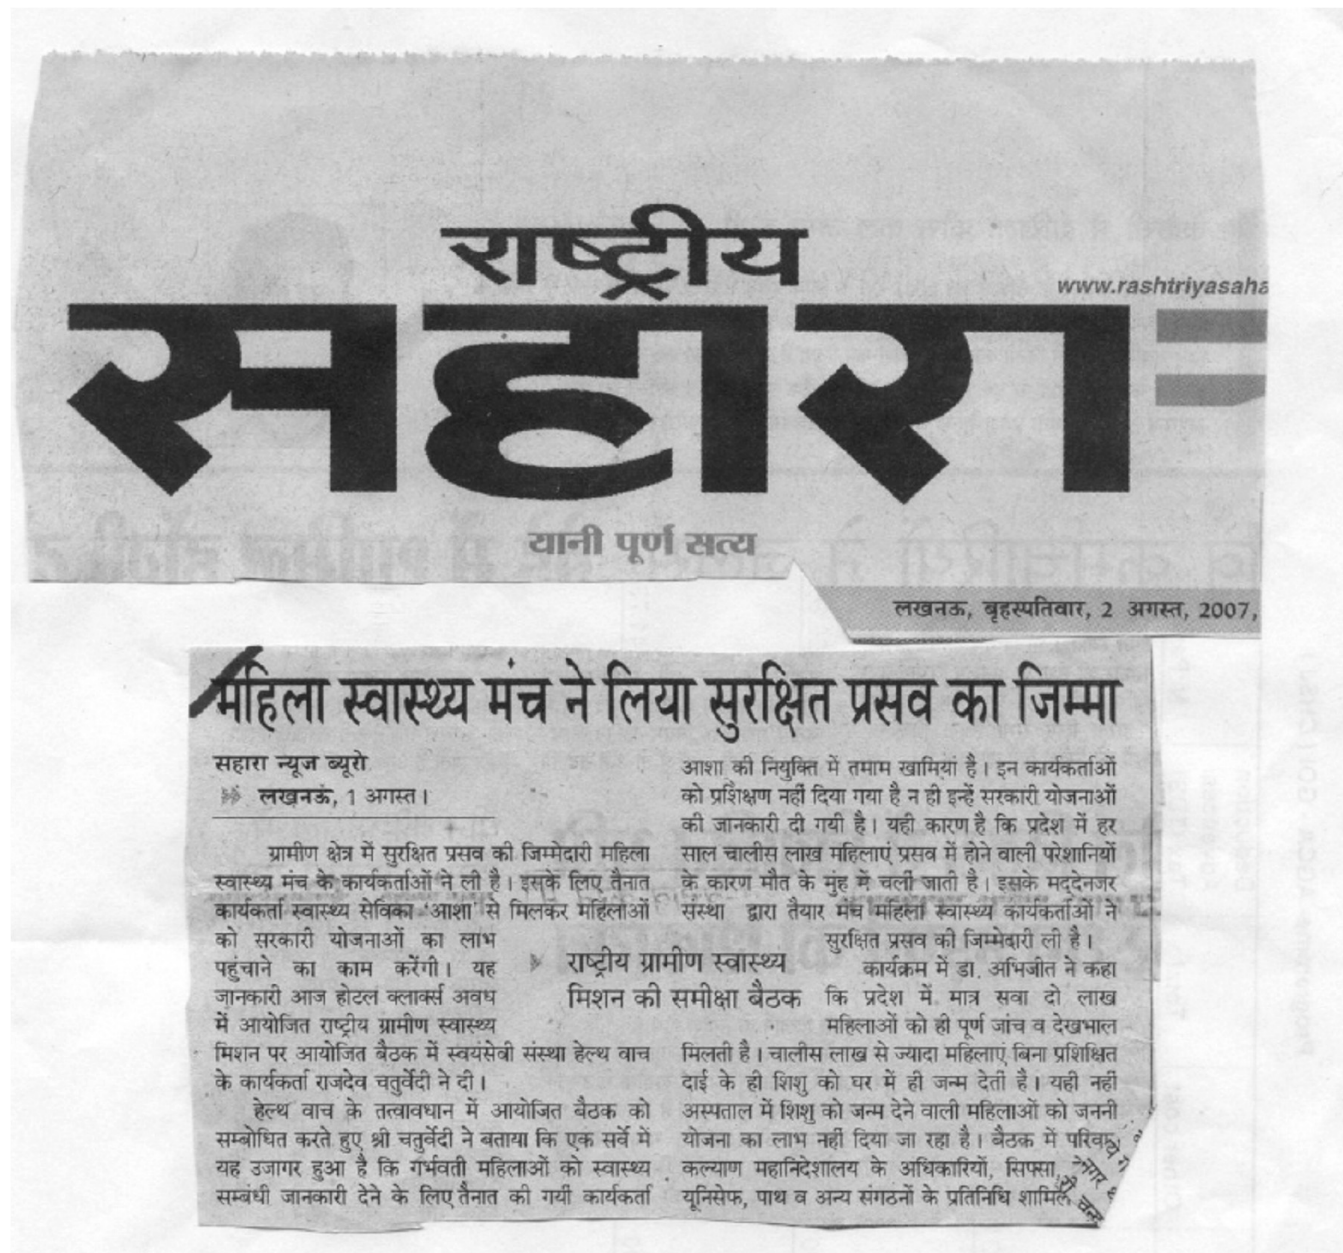 राष्ट्रीय
सहारा
www.rashtriyasaha
यानी पूर्ण सत्य
लखनऊ, बृहस्पतिवार, 2 अगस्त, 2007,
महिला स्वास्थ्य मंच ने लिया सुरक्षित प्रसव का जिम्मा
सहारा न्यूज ब्यूरो
लखनऊ, 1 अगस्त।
ग्रामीण क्षेत्र में सुरक्षित प्रसव की जिम्मेदारी महिला
स्वास्थ्य मंच के कार्यकर्ताओं ने ली है। इसके लिए तैनात
कार्यकर्ता स्वास्थ्य सेविका ‘आशा’ से मिलकर महिलाओं
को सरकारी योजनाओं का लाभ
पहुंचाने का काम करेंगी। यह
जानकारी आज होटल क्लार्क्स अवध
में आयोजित राष्ट्रीय ग्रामीण स्वास्थ्य
मिशन पर आयोजित बैठक में स्वयंसेवी संस्था हेल्थ वाच
के कार्यकर्ता राजदेव चतुर्वेदी ने दी।
हेल्थ वाच के तत्वावधान में आयोजित बैठक को
सम्बोधित करते हुए श्री चतुर्वेदी ने बताया कि एक सर्वे में
यह उजागर हुआ है कि गर्भवती महिलाओं को स्वास्थ्य
सम्बंधी जानकारी देने के लिए तैनात की गयी कार्यकर्ता
राष्ट्रीय ग्रामीण स्वास्थ्य
मिशन की समीक्षा बैठक
आशा की नियुक्ति में तमाम खामियां है। इन कार्यकर्ताओं
को प्रशिक्षण नहीं दिया गया है न ही इन्हें सरकारी योजनाओं
की जानकारी दी गयी है। यही कारण है कि प्रदेश में हर
साल चालीस लाख महिलाएं प्रसव में होने वाली परेशानियों
के कारण मौत के मुंह में चली जाती है। इसके मद्देनजर
संस्था द्वारा तैयार मंच महिला स्वास्थ्य कार्यकर्ताओं ने
सुरक्षित प्रसव की जिम्मेदारी ली है।
कार्यक्रम में डा. अभिजीत ने कहा
कि प्रदेश में मात्र सवा दो लाख
महिलाओं को ही पूर्ण जांच व देखभाल
मिलती है। चालीस लाख से ज्यादा महिलाएं बिना प्रशिक्षित
दाई के ही शिशु को घर में ही जन्म देती है। यही नहीं
अस्पताल में शिशु को जन्म देने वाली महिलाओं को जननी
योजना का लाभ नहीं दिया जा रहा है। बैठक में परिवार
कल्याण महानिदेशालय के अधिकारियों, सिफ्सा,
यूनिसेफ, पाथ व अन्य संगठनों के प्रतिनिधि शामिल